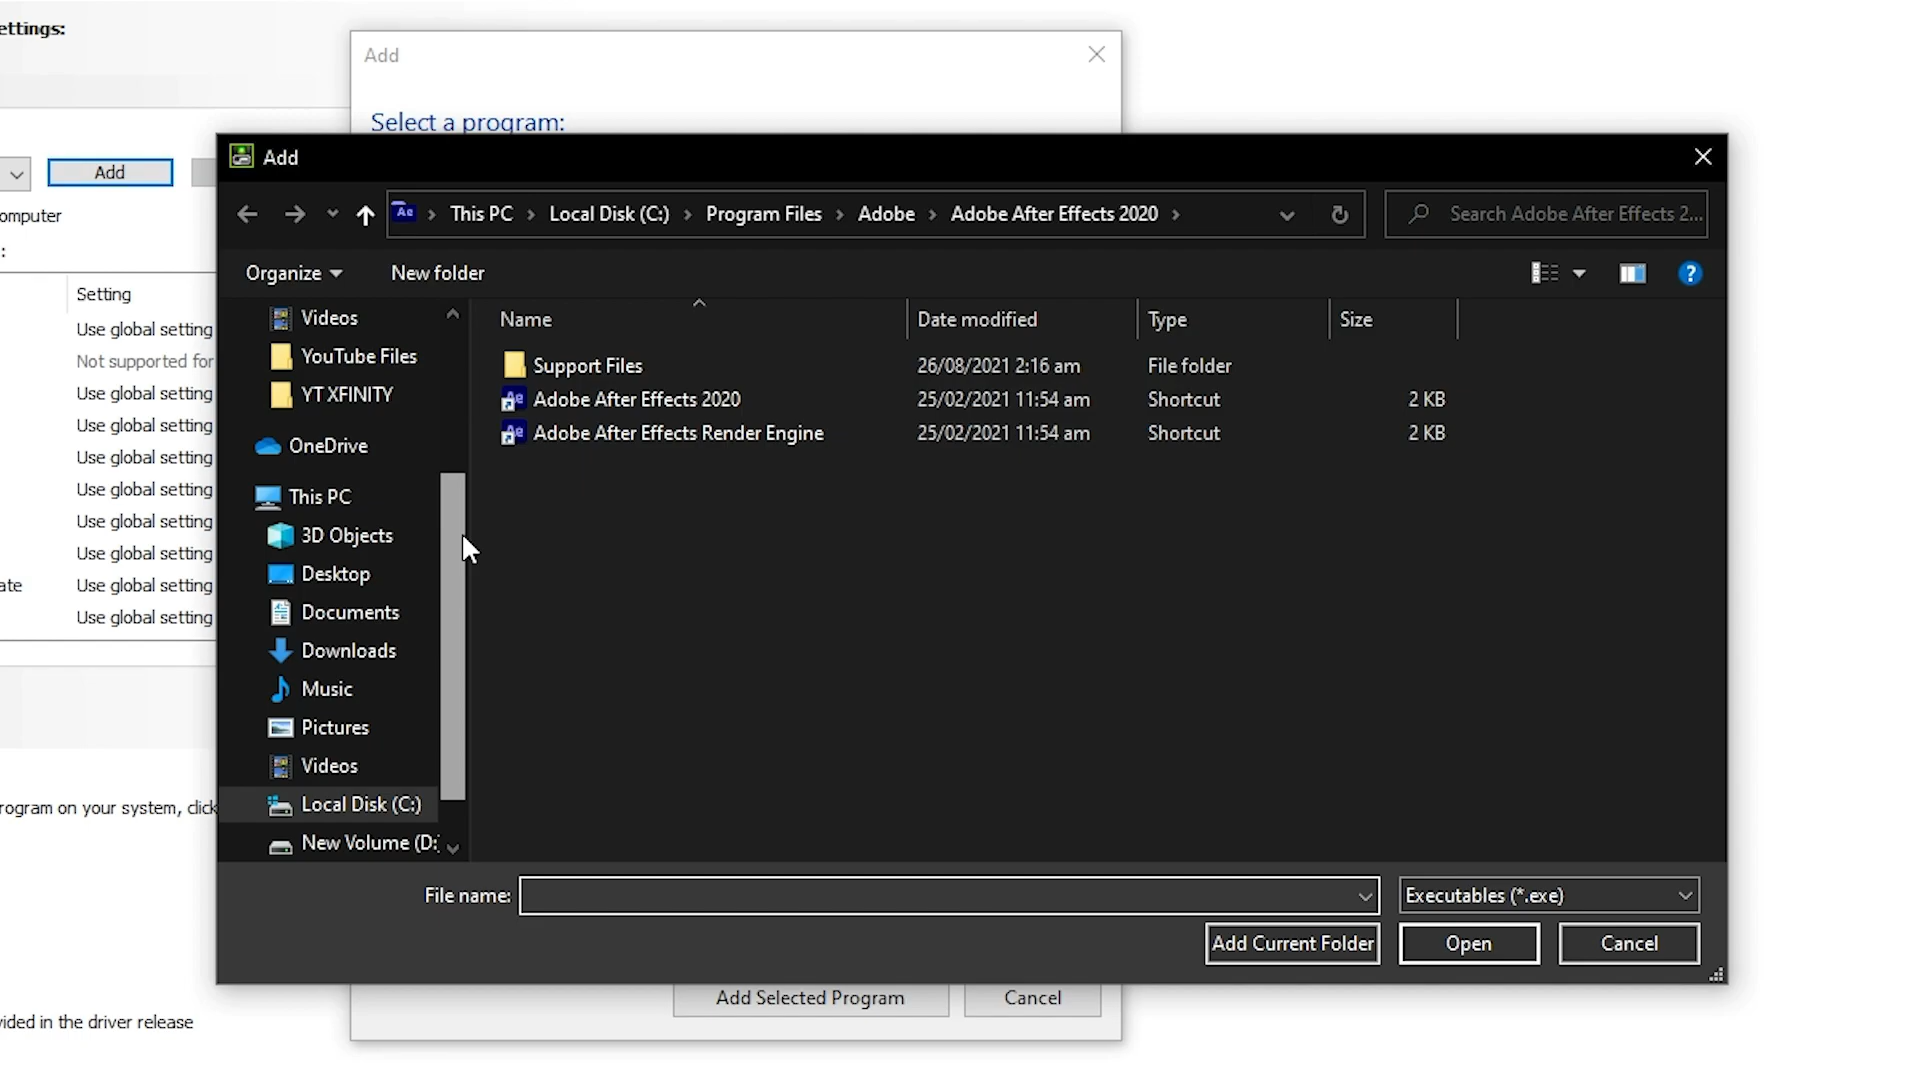 ettings:
Add
Select a program:
Add
Add
This PC
Local Disk (C:)
Program Files
Adobe
Adobe After Effects 2020
Search Adobe After Effects 2...
omputer
:
Organize
New folder
Setting
Use global setting
Not supported for
Use global setting
Use global setting
Use global setting
Use global setting
Use global setting
Use global setting
ate
Use global setting
Use global setting
Videos
YouTube Files
YT XFINITY
OneDrive
This PC
3D Objects
Desktop
Documents
Downloads
Music
Pictures
Videos
Local Disk (C:)
New Volume (D:
Name
Date modified
Type
Size
Support Files
26/08/2021 2:16 am
File folder
Adobe After Effects 2020
25/02/2021 11:54 am
Shortcut
2 KB
Adobe After Effects Render Engine
25/02/2021 11:54 am
Shortcut
2 KB
rogram on your system, click
File name:
Executables (*.exe)
Add Current Folder
Open
Cancel
Add Selected Program
Cancel
vided in the driver release